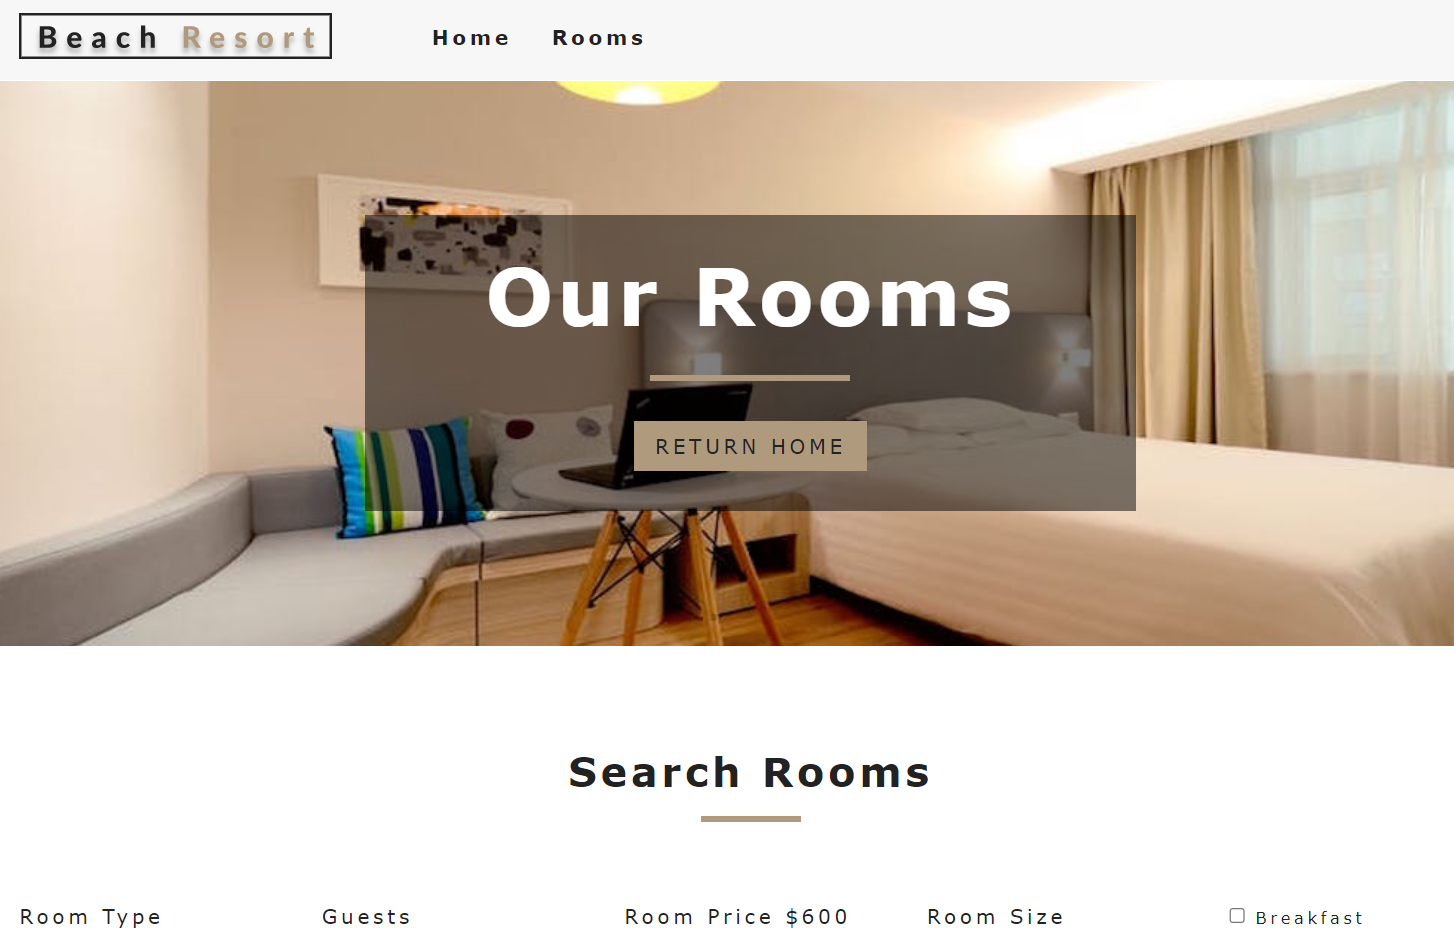 Beach Resort
Home Rooms
Our Rooms
RETURN HOME
Search Rooms
Room Type Guests Room Price $600 Room Size Breakfast